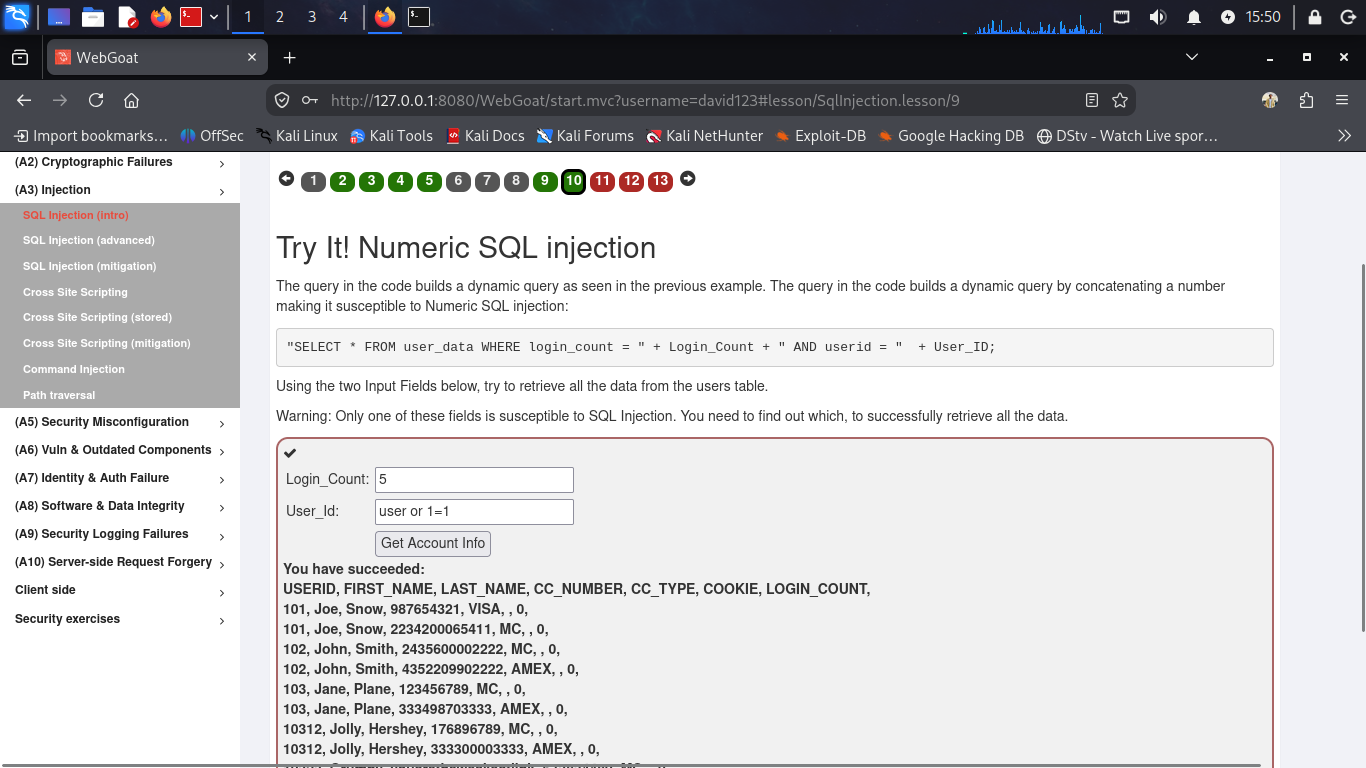 1 2 3 4 15:50
WebGoat
http://127.0.0.1:8080/WebGoat/start.mvc?username=david123#lesson/SqlInjection.lesson/9
Import bookmarks… OffSec Kali Linux Kali Tools Kali Docs Kali Forums Kali NetHunter Exploit-DB Google Hacking DB DStv - Watch Live spor…
(A2) Cryptographic Failures
(A3) Injection
SQL Injection (intro)
SQL Injection (advanced)
SQL Injection (mitigation)
Cross Site Scripting
Cross Site Scripting (stored)
Cross Site Scripting (mitigation)
Command Injection
Path traversal
(A5) Security Misconfiguration
(A6) Vuln & Outdated Components
(A7) Identity & Auth Failure
(A8) Software & Data Integrity
(A9) Security Logging Failures
(A10) Server-side Request Forgery
Client side
Security exercises
1 2 3 4 5 6 7 8 9 10 11 12 13
Try It! Numeric SQL injection
The query in the code builds a dynamic query as seen in the previous example. The query in the code builds a dynamic query by concatenating a number
making it susceptible to Numeric SQL injection:
"SELECT * FROM user_data WHERE login_count = " + Login_Count + " AND userid = "  + User_ID;
Using the two Input Fields below, try to retrieve all the data from the users table.
Warning: Only one of these fields is susceptible to SQL Injection. You need to find out which, to successfully retrieve all the data.
Login_Count: 5
User_Id: user or 1=1
Get Account Info
You have succeeded:
USERID, FIRST_NAME, LAST_NAME, CC_NUMBER, CC_TYPE, COOKIE, LOGIN_COUNT,
101, Joe, Snow, 987654321, VISA, , 0,
101, Joe, Snow, 2234200065411, MC, , 0,
102, John, Smith, 2435600002222, MC, , 0,
102, John, Smith, 4352209902222, AMEX, , 0,
103, Jane, Plane, 123456789, MC, , 0,
103, Jane, Plane, 333498703333, AMEX, , 0,
10312, Jolly, Hershey, 176896789, MC, , 0,
10312, Jolly, Hershey, 333300003333, AMEX, , 0,